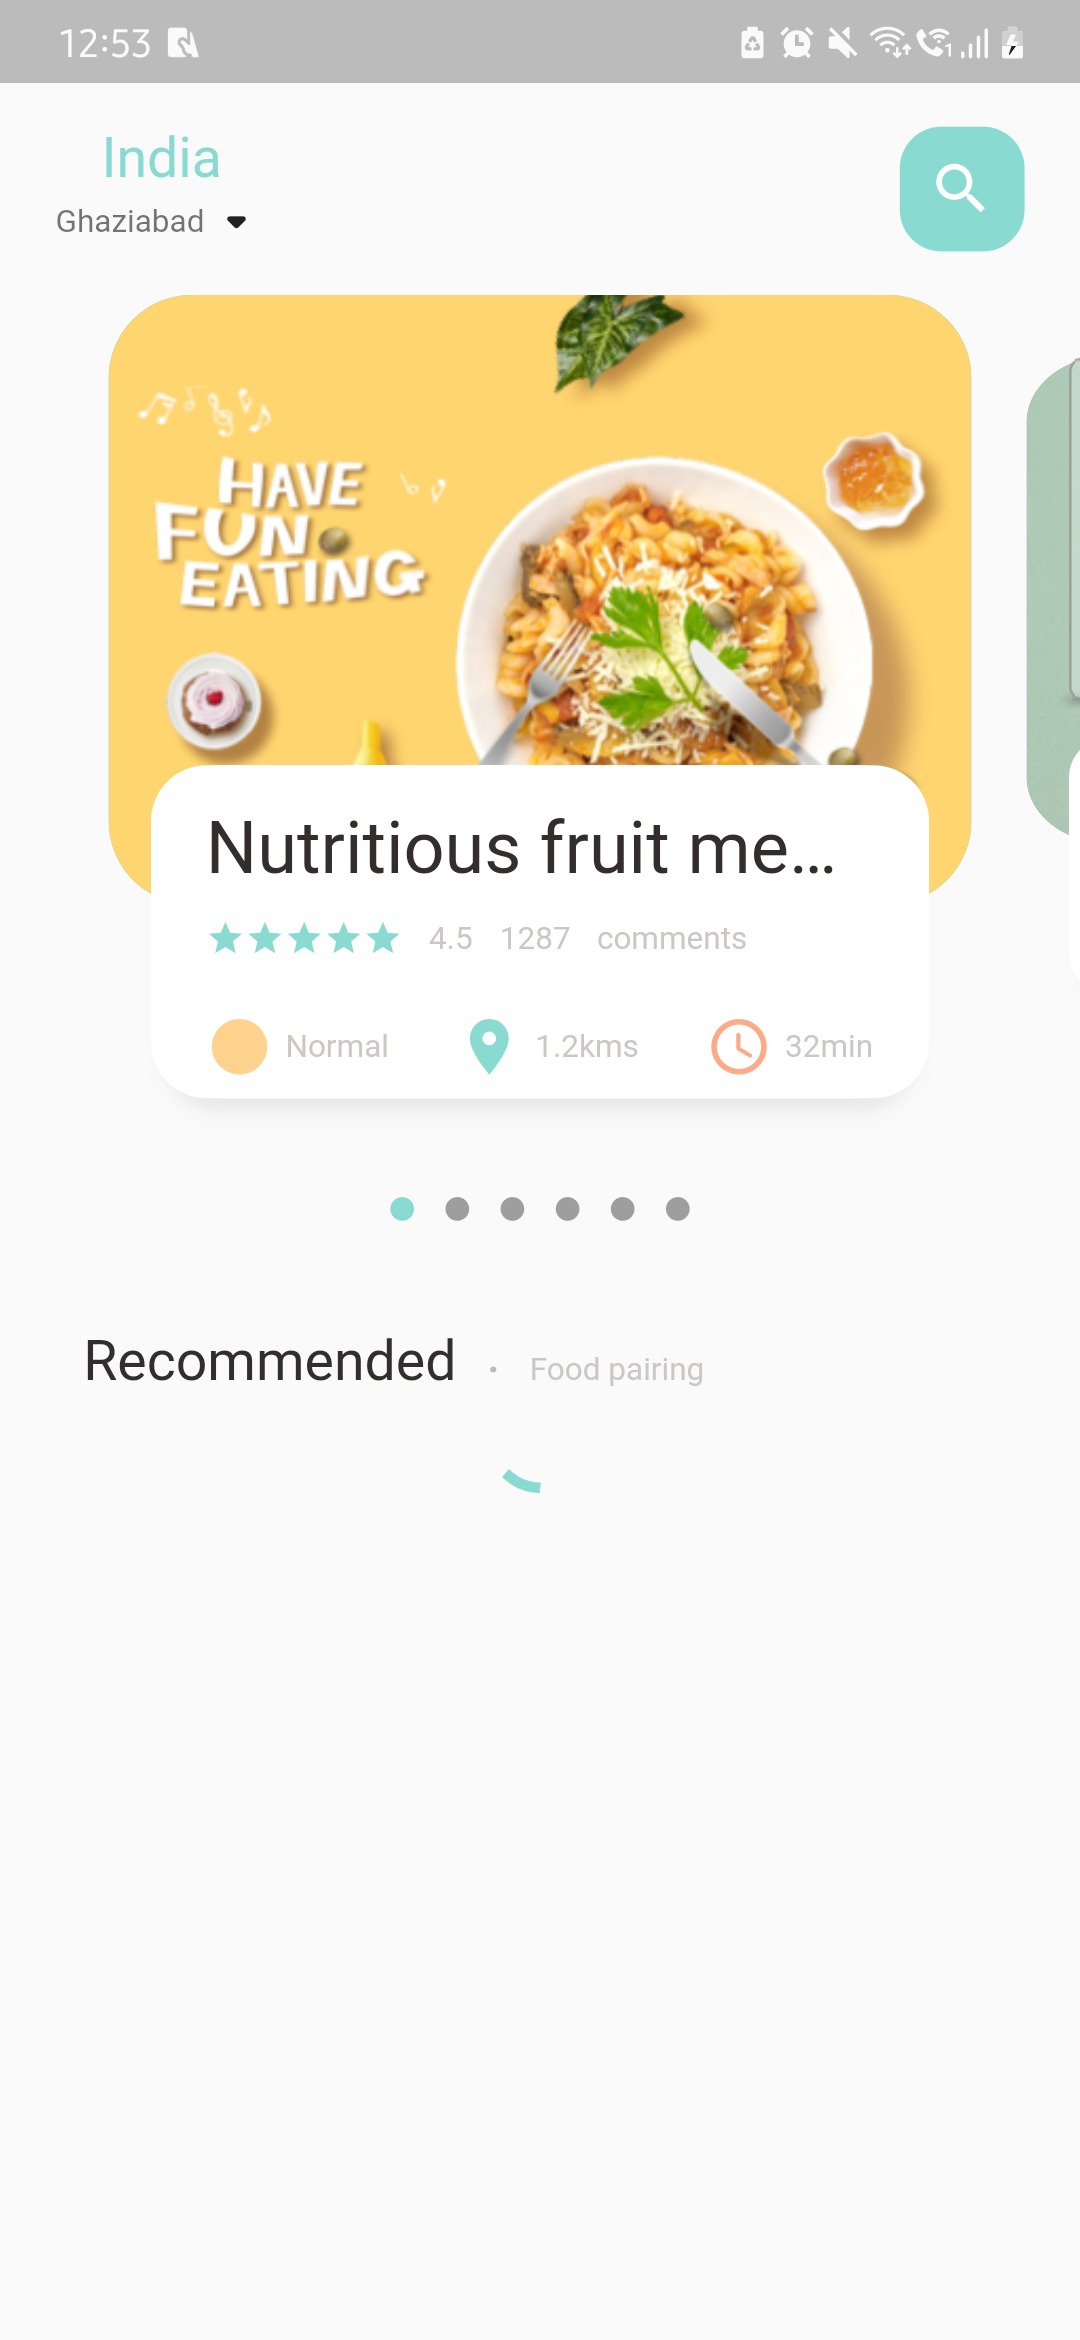 12:53
India
Ghaziabad
HAVE
FUN
EATING
Nutritious fruit me...
4.5 1287 comments
Normal 1.2kms 32min
Recommended • Food pairing